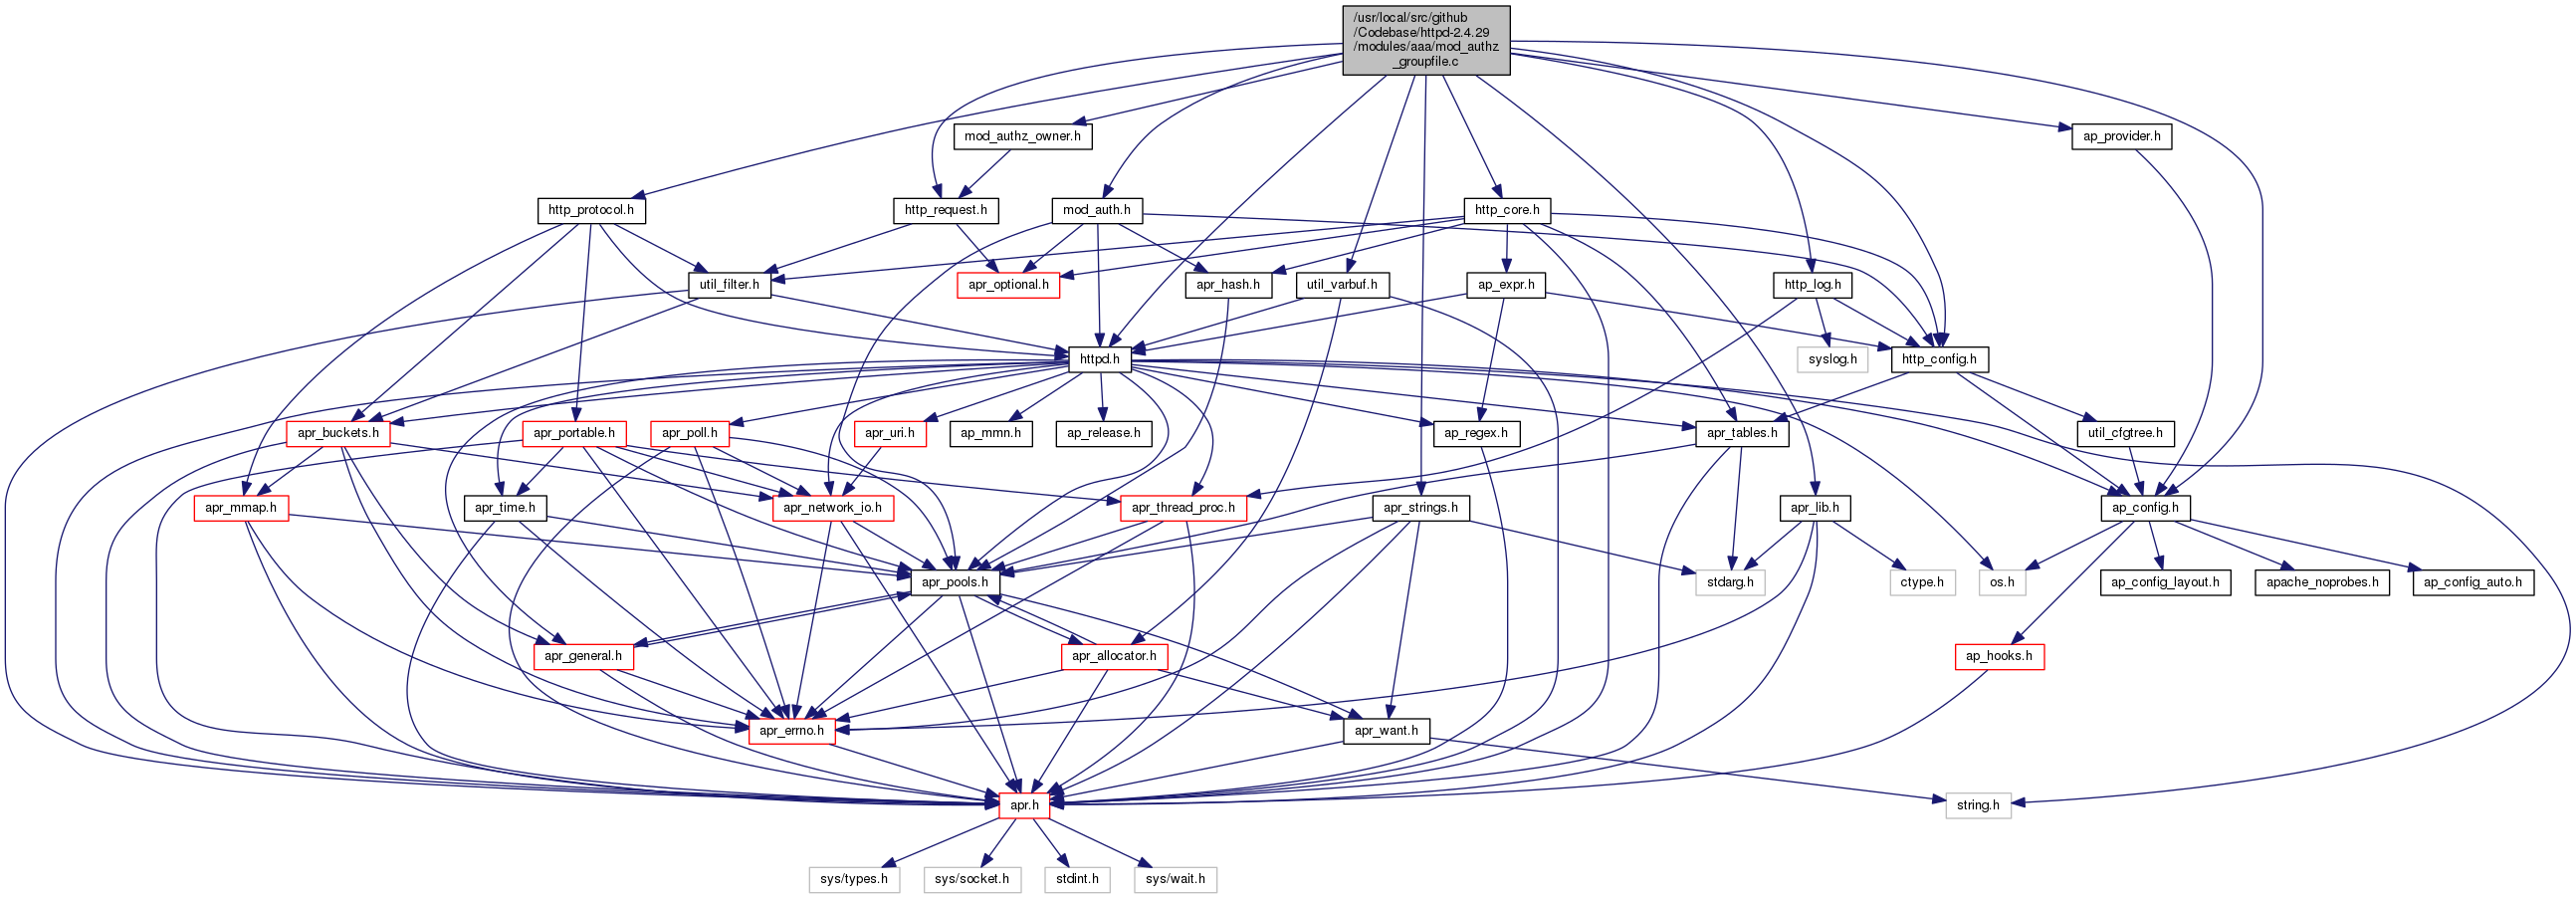 /usr/local/src/github
/Codebase/httpd-2.4.29
/modules/aaa/mod_authz
_groupfile.c
mod_authz_owner.h
ap_provider.h
http_protocol.h
http_request.h
mod_auth.h
http_core.h
util_filter.h
apr_optional.h
apr_hash.h
util_varbuf.h
ap_expr.h
http_log.h
httpd.h
syslog.h
http_config.h
apr_buckets.h
apr_portable.h
apr_poll.h
apr_uri.h
ap_mmn.h
ap_release.h
ap_regex.h
apr_tables.h
util_cfgtree.h
apr_mmap.h
apr_time.h
apr_network_io.h
apr_thread_proc.h
apr_strings.h
apr_lib.h
ap_config.h
apr_pools.h
stdarg.h
ctype.h
os.h
ap_config_layout.h
apache_noprobes.h
ap_config_auto.h
apr_general.h
apr_allocator.h
ap_hooks.h
apr_errno.h
apr_want.h
apr.h
string.h
sys/types.h
sys/socket.h
stdint.h
sys/wait.h